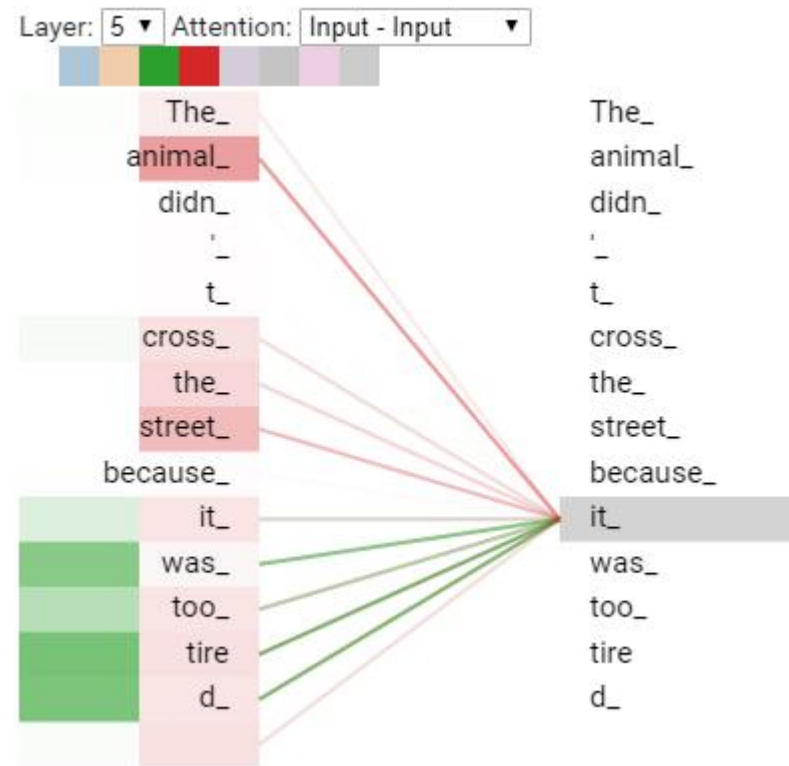 Layer: 5 Attention: Input - Input
The_ The_
animal_ animal_
didn_ didn_
'_ '_
t_ t_
cross_ cross_
the_ the_
street_ street_
because_ because_
it_ it_
was_ was_
too_ too_
tire tire
d_ d_